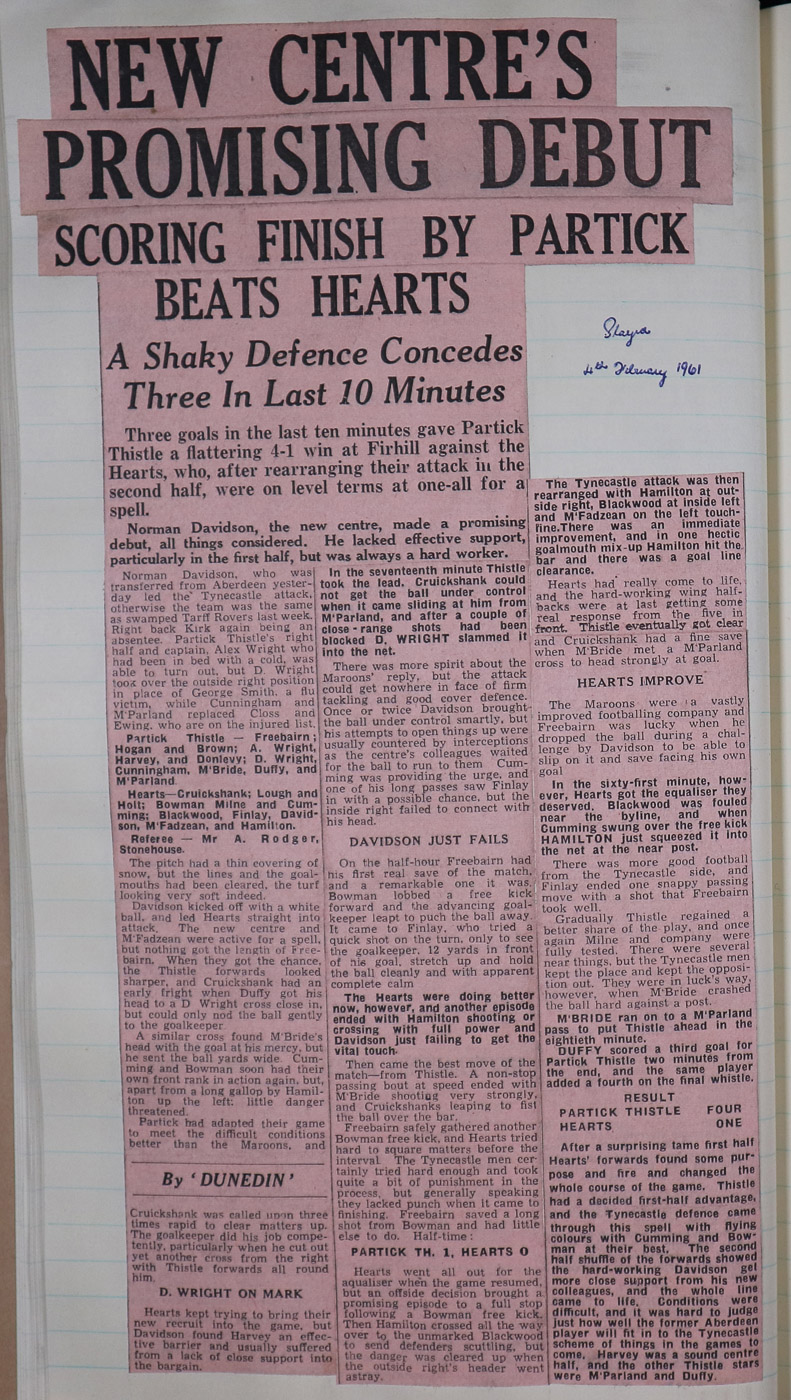 NEW CENTRE'S
PROMISING DEBUT
SCORING FINISH BY PARTICK
BEATS HEARTS
A Shaky Defence Concedes
Three In Last 10 Minutes
4th February 1961
Three goals in the last ten minutes gave Partick
Thistle a flattering 4-1 win at Firhill against the
Hearts, who, after rearranging their attack in the
second half, were on level terms at one-all for a
spell.
Norman Davidson, the new centre, made a promising
debut, all things considered. He lacked effective support,
particularly in the first half, but was always a hard worker.
Norman Davidson, who was
transferred from Aberdeen yester-
day led the Tynecastle attack,
otherwise the team was the same
as swamped Tarff Rovers last week.
Right back Kirk again being an
absentee. Partick Thistle's right
half and captain, Alex Wright who
had been in bed with a cold, was
able to turn out, but D. Wright
took over the outside right position
in place of George Smith, a flu
victim, while Cunningham and
M'Parland replaced Closs and
Ewing, who are on the injured list.
Partick Thistle — Freebairn;
Hogan and Brown; A. Wright,
Harvey, and Donlevy; D. Wright,
Cunningham, M'Bride, Duffy, and
M'Parland.
Hearts—Cruickshank; Lough and
Holt; Bowman Milne and Cum-
ming; Blackwood, Finlay, David-
son, M'Fadzean, and Hamilton.
Referee — Mr A. Rodger,
Stonehouse.
The pitch had a thin covering of
snow, but the lines and the goal-
mouths had been cleared, the turf
looking very soft indeed.
Davidson kicked off with a white
ball, and led Hearts straight into
attack. The new centre and
M'Fadzean were active for a spell,
but nothing got the length of Free-
bairn. When they got the chance,
the Thistle forwards looked
sharper, and Cruickshank had an
early fright when Duffy got his
head to a D Wright cross close in,
but could only nod the ball gently
to the goalkeeper
A similar cross found M'Bride's
head with the goal at his mercy, but
he sent the ball yards wide. Cum-
ming and Bowman soon had their
own front rank in action again, but,
apart from a long gallop by Hamil-
ton up the left, little danger
threatened.
Partick had adapted their game
to meet the difficult conditions
better than the Maroons, and
By 'DUNEDIN'
Cruickshank was called upon three
times rapid to clear matters up.
The goalkeeper did his job compe-
tently, particularly when he cut out
yet another cross from the right
with Thistle forwards all round
him.
D. WRIGHT ON MARK
Hearts kept trying to bring their
new recruit into the game, but
Davidson found Harvey an effec-
tive barrier and usually suffered
from a lack of close support into
the bargain.
In the seventeenth minute Thistle
took the lead. Cruickshank could
not get the ball under control
when it came sliding at him from
M'Parland, and after a couple of
close-range shots had been
blocked D. WRIGHT slammed it
into the net.
There was more spirit about the
Maroons' reply, but the attack
could get nowhere in face of firm
tackling and good cover defence.
Once or twice Davidson brought
the ball under control smartly, but
his attempts to open things up were
usually countered by interceptions
as the centre's colleagues waited
for the ball to run to them Cum-
ming was providing the urge, and
one of his long passes saw Finlay
in with a possible chance, but the
inside right failed to connect with
his head.
DAVIDSON JUST FAILS
On the half-hour Freebairn had
his first real save of the match,
and a remarkable one it was.
Bowman lobbed a free kick
forward and the advancing goal-
keeper leapt to puch the ball away.
It came to Finlay, who tried a
quick shot on the turn, only to see
the goalkeeper, 12 yards in front
of his goal, stretch up and hold
the ball cleanly and with apparent
complete calm
The Hearts were doing better
now, however, and another episode
ended with Hamilton shooting or
crossing with full power and
Davidson just failing to get the
vital touch.
Then came the best move of the
match—from Thistle. A non-stop
passing bout at speed ended with
M'Bride shooting very strongly,
and Cruickshanks leaping to fist
the ball over the bar.
Freebairn safely gathered another
Bowman free kick, and Hearts tried
hard to square matters before the
interval The Tynecastle men cer-
tainly tried hard enough and took
quite a bit of punishment in the
process, but generally speaking
they lacked punch when it came to
finishing. Freebairn saved a long
shot from Bowman and had little
else to do. Half-time:
PARTICK TH. 1, HEARTS 0
Hearts went all out for the
equaliser when the game resumed,
but an offside decision brought a
promising episode to a full stop
following a Bowman free kick.
Then Hamilton crossed all the way
over to the unmarked Blackwood
to send defenders scuttling, but
the danger was cleared up when
the outside right's header went
astray.
The Tynecastle attack was then
rearranged with Hamilton at out-
side right, Blackwood at inside left
and M'Fadzean on the left touch-
line.There was an immediate
improvement, and in one hectic
goalmouth mix-up Hamilton hit the
bar and there was a goal line
clearance.
Hearts had really come to life,
and the hard-working wing half-
backs were at last getting some
real response from the five in
front. Thistle eventually got clear
and Cruickshank had a fine save
when M'Bride met a M'Parland
cross to head strongly at goal.
HEARTS IMPROVE
The Maroons were a vastly
improved footballing company and
Freebairn was lucky when he
dropped the ball during a chal-
lenge by Davidson to be able to
slip on it and save facing his own
goal
In the sixty-first minute, how-
ever, Hearts got the equaliser they
deserved. Blackwood was fouled
near the byline, and when
Cumming swung over the free kick
HAMILTON just squeezed it into
the net at the near post.
There was more good football
from the Tynecastle side, and
Finlay ended one snappy passing
move with a shot that Freebairn
took well.
Gradually Thistle regained a
better share of the play, and once
again Milne and company were
fully tested. There were several
near things, but the Tynecastle men
kept the place and kept the opposi-
tion out. They were in luck's way,
however, when M'Bride crashed
the ball hard against a post.
M'BRIDE ran on to a M'Parland
pass to put Thistle ahead in the
eightieth minute.
DUFFY scored a third goal for
Partick Thistle two minutes from
the end, and the same player
added a fourth on the final whistle.
RESULT
PARTICK THISTLE FOUR
HEARTS ONE
After a surprising tame first half
Hearts' forwards found some pur-
pose and fire and changed the
whole course of the game. Thistle
had a decided first-half advantage,
and the Tynecastle defence came
through this spell with flying
colours with Cumming and Bow-
man at their best. The second
half shuffle of the forwards showed
the hard-working Davidson get
more close support from his new
colleagues, and the whole line
came to life. Conditions were
difficult, and it was hard to judge
just how well the former Aberdeen
player will fit in to the Tynecastle
scheme of things in the games to
come. Harvey was a sound centre
half, and the other Thistle stars
were M'Parland and Duffy.